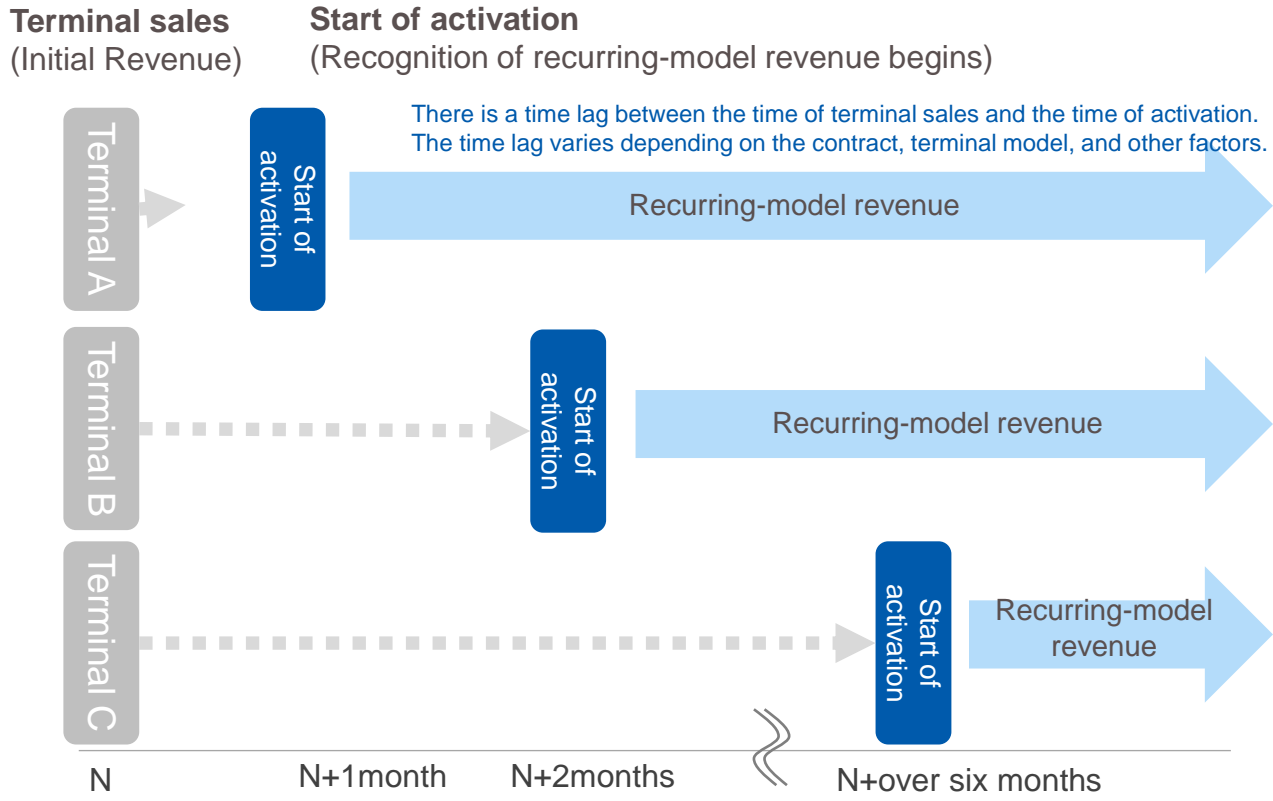 Terminal sales
(Initial Revenue)
Start of activation
(Recognition of recurring-model revenue begins)
There is a time lag between the time of terminal sales and the time of activation.
The time lag varies depending on the contract, terminal model, and other factors.
Terminal A
Start of
activation
Recurring-model revenue
Terminal B
Start of
activation
Recurring-model revenue
Terminal C
Start of
activation
Recurring-model
revenue
N
N+1month
N+2months
N+over six months